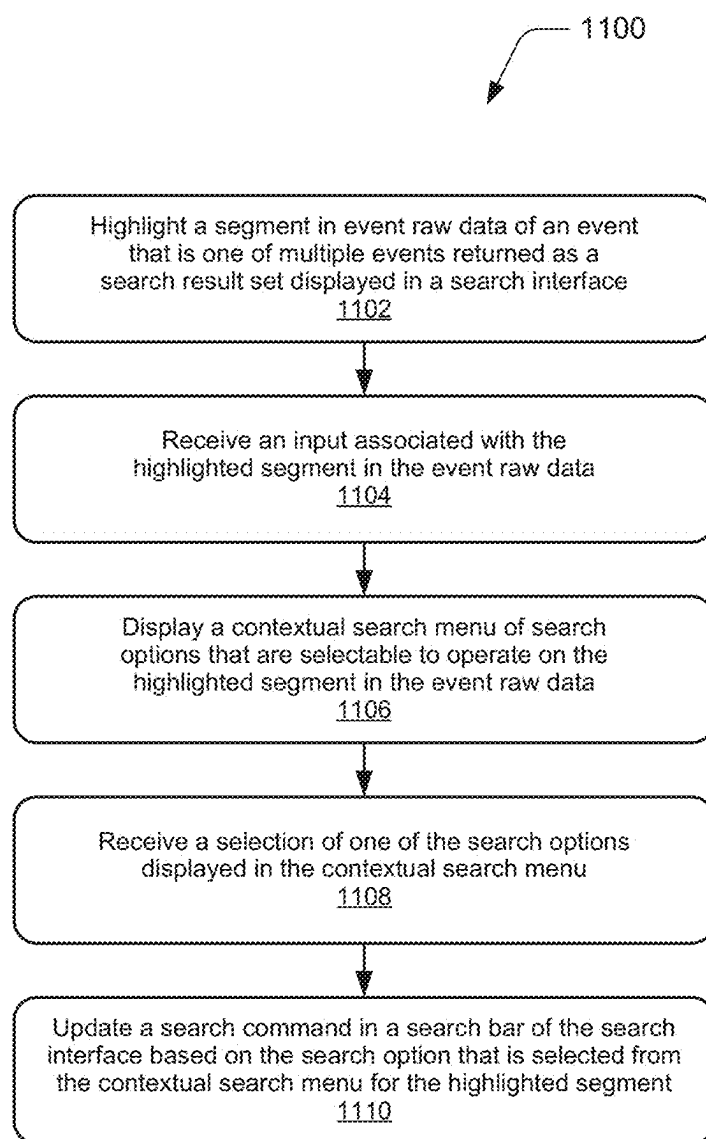 1100
Highlight a segment in event raw data of an event
that is one of multiple events returned as a
search result set displayed in a search interface
1102
Receive an input associated with the
highlighted segment in the event raw data
1104
Display a contextual search menu of search
options that are selectable to operate on the
highlighted segment in the event raw data
1106
Receive a selection of one of the search options
displayed in the contextual search menu
1108
Update a search command in a search bar of the search
interface based on the search option that is selected from
the contextual search menu for the highlighted segment
1110